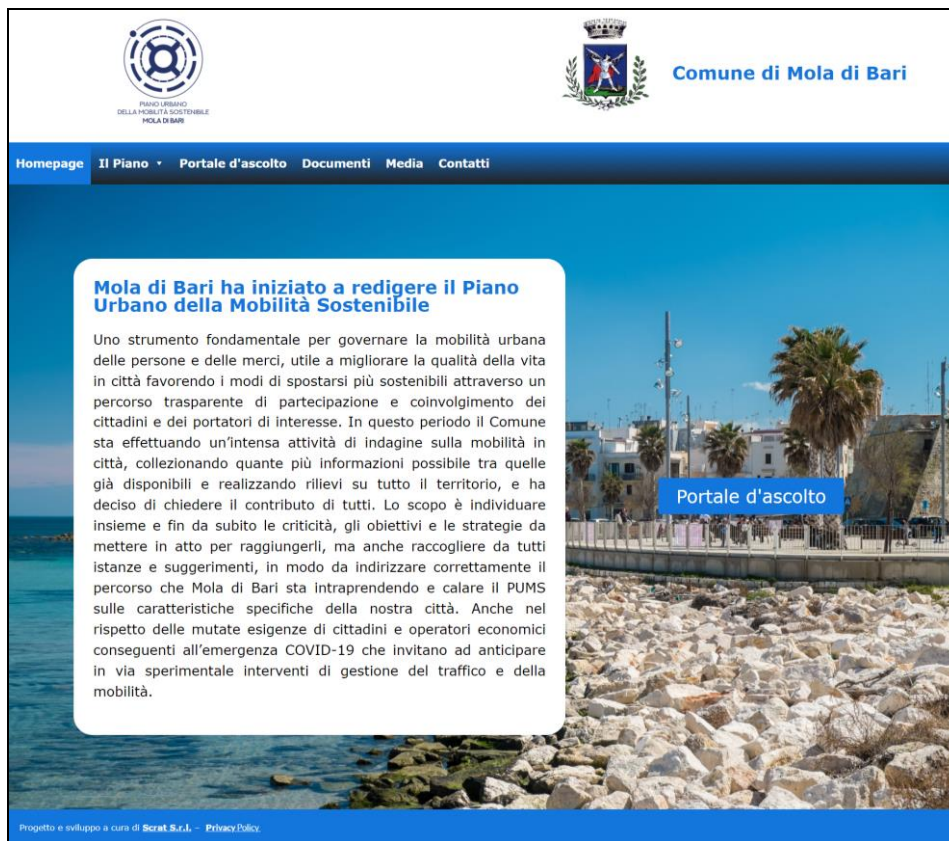 PIANO URBANO
DELLA MOBILITÀ SOSTENIBILE
MOLA DI BARI
Comune di Mola di Bari
Homepage Il Piano Portale d'ascolto Documenti Media Contatti
Mola di Bari ha iniziato a redigere il Piano
Urbano della Mobilità Sostenibile
Uno strumento fondamentale per governare la mobilità urbana
delle persone e delle merci, utile a migliorare la qualità della vita
in città favorendo i modi di spostarsi più sostenibili attraverso un
percorso trasparente di partecipazione e coinvolgimento dei
cittadini e dei portatori di interesse. In questo periodo il Comune
sta effettuando un'intensa attività di indagine sulla mobilità in
città, collezionando quante più informazioni possibile tra quelle
già disponibili e realizzando rilievi su tutto il territorio, e ha
deciso di chiedere il contributo di tutti. Lo scopo è individuare
insieme e fin da subito le criticità, gli obiettivi e le strategie da
mettere in atto per raggiungerli, ma anche raccogliere da tutti
istanze e suggerimenti, in modo da indirizzare correttamente il
percorso che Mola di Bari sta intraprendendo e calare il PUMS
sulle caratteristiche specifiche della nostra città. Anche nel
rispetto delle mutate esigenze di cittadini e operatori economici
conseguenti all'emergenza COVID-19 che invitano ad anticipare
in via sperimentale interventi di gestione del traffico e della
mobilità.
Portale d'ascolto
Progetto e sviluppo a cura di Scrat S.r.l. – Privacy Policy